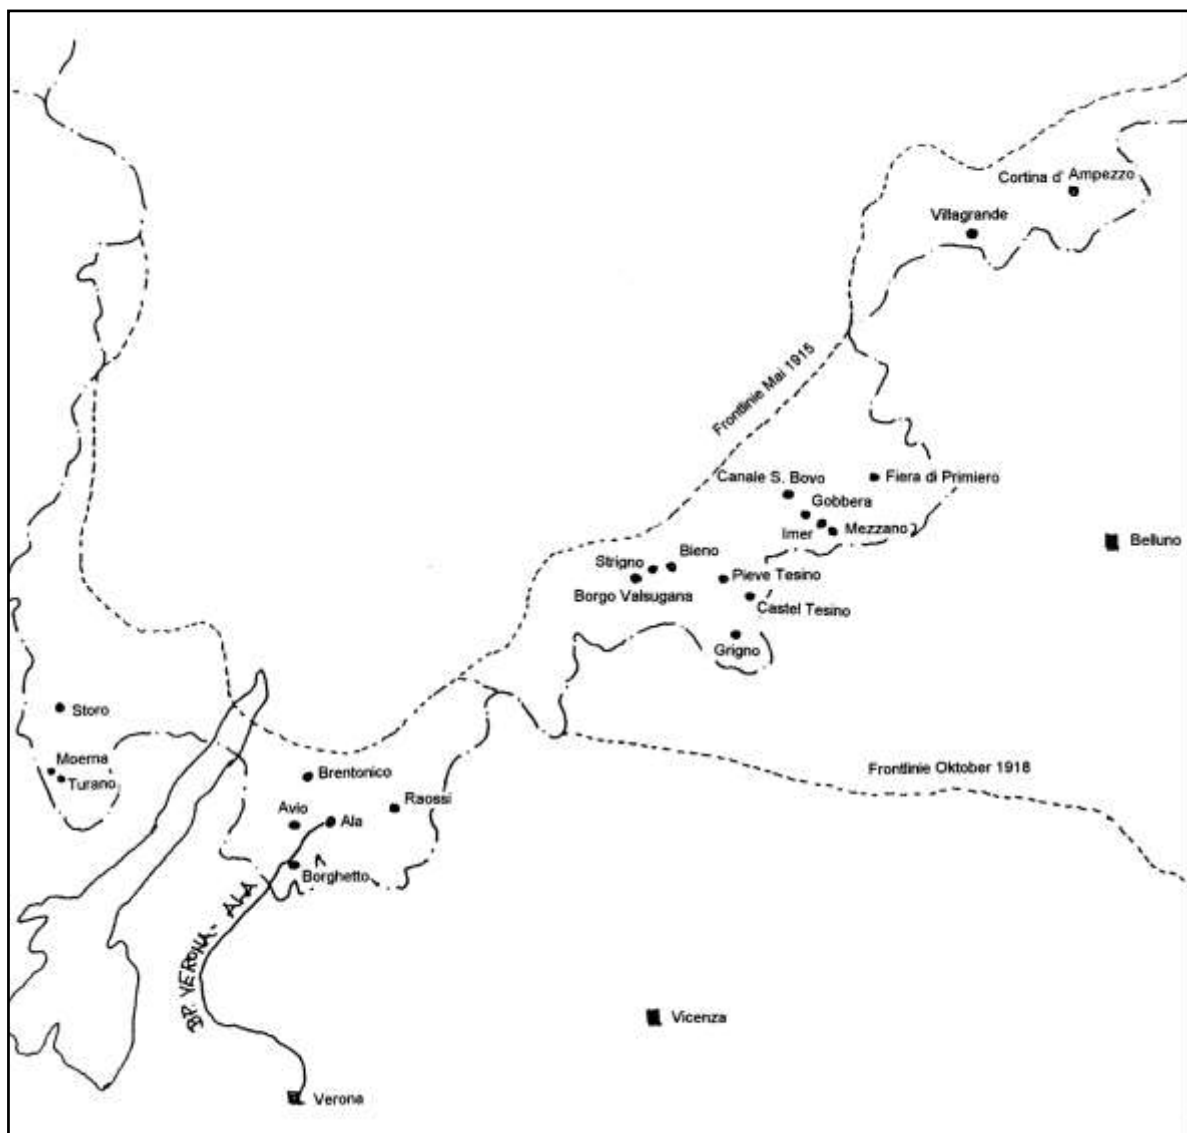 Cortina d' Ampezzo
Villagrande
Frontlinie Mai 1915
Canale S. Bovo
Fiera di Primiero
Gobbera
Imer
Mezzano
Belluno
Strigno
Bieno
Pieve Tesino
Borgo Valsugana
Castel Tesino
Grigno
Storo
Moerna
Turano
Brentonico
Frontlinie Oktober 1918
Raossi
Avio
Ala
Borghetto
BP. VERONA - ALA
Vicenza
Verona